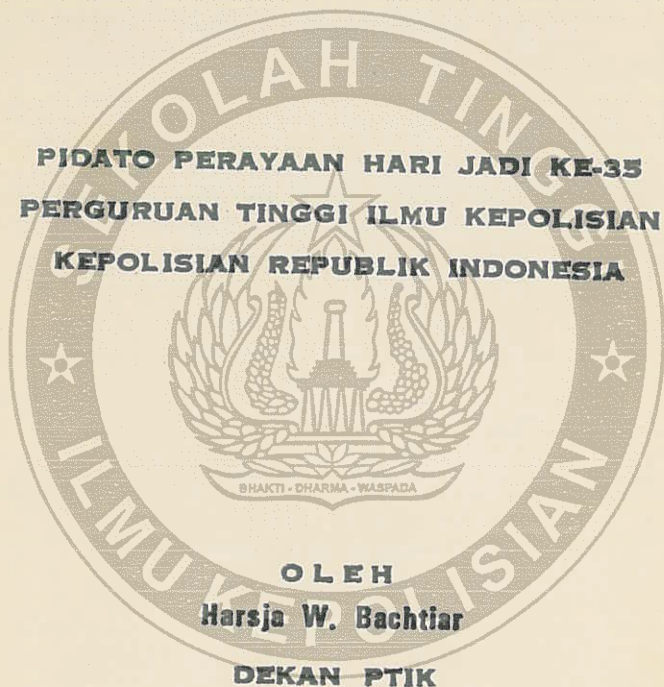 PIDATO PERAYAAN HARI JADI KE-35
PERGURUAN TINGGI ILMU KEPOLISIAN
KEPOLISIAN REPUBLIK INDONESIA
OLEH
Harsja W. Bachtiar
DEKAN PTIK
SEKOLAH TINGGI
ILMU KEPOLISIAN
BHAKTI - DHARMA - WASPADA